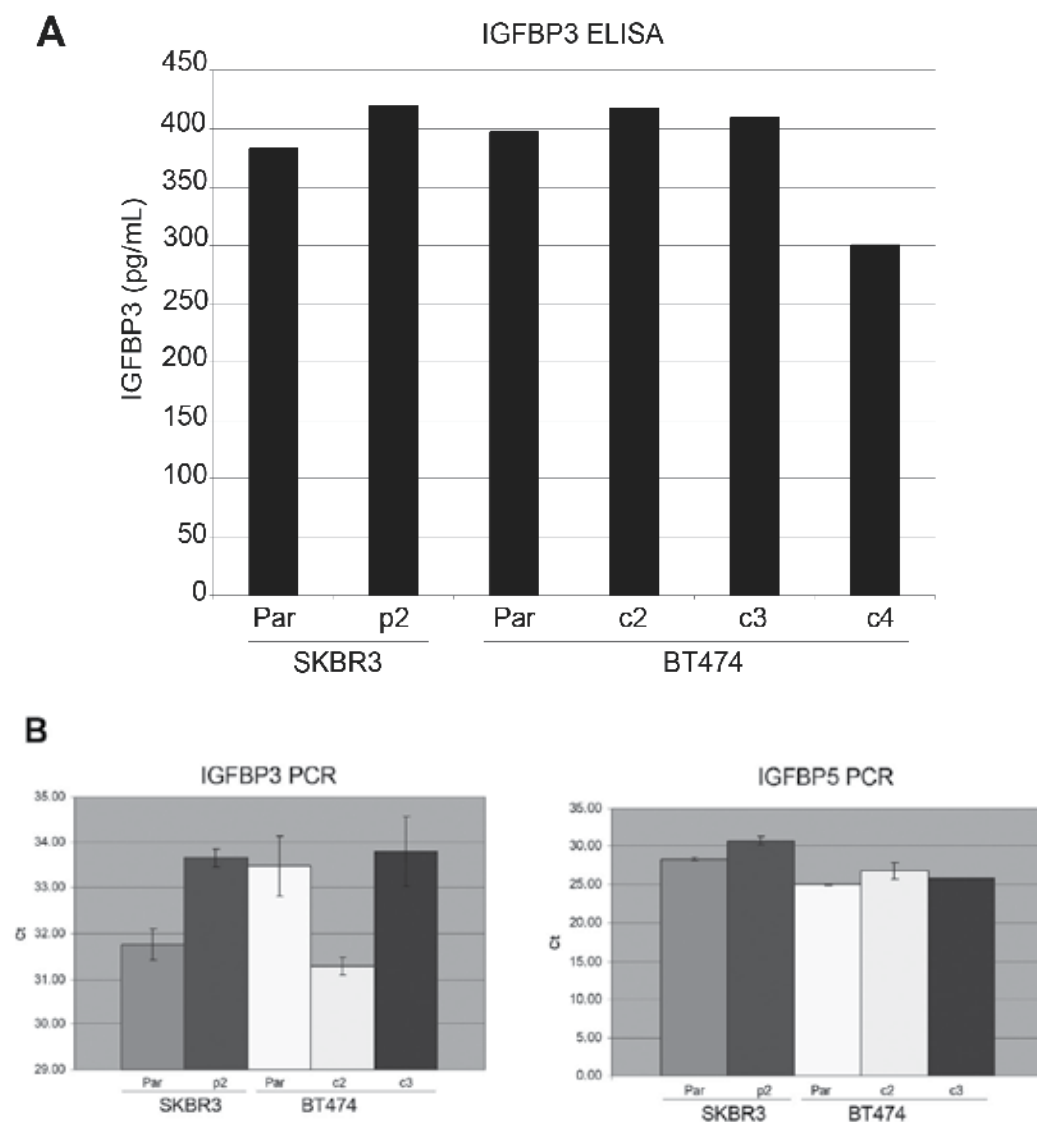 A
IGFBP3 ELISA
IGFBP3 (pg/mL)
450
400
350
300
250
200
150
100
50
0
Par p2 Par c2 c3 c4
SKBR3 BT474
B
IGFBP3 PCR
Ct
35.00
34.00
33.00
32.00
31.00
30.00
29.00
Par p2 Par c2 c3
SKBR3 BT474
IGFBP5 PCR
Ct
35.00
30.00
25.00
20.00
15.00
10.00
5.00
0.00
Par p2 Par c2 c3
SKBR3 BT474